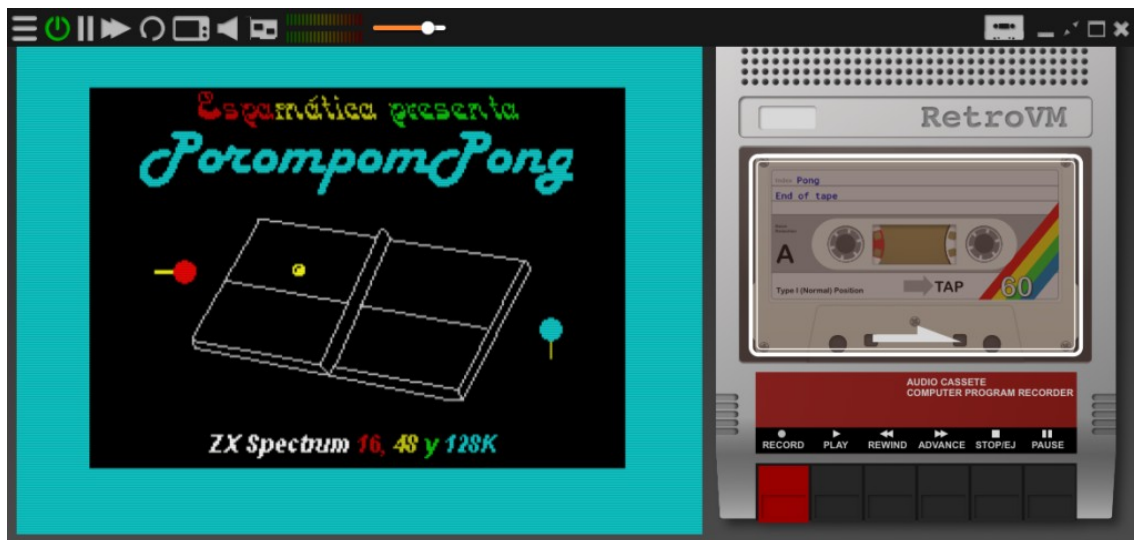 Espamática presenta
PorompomPong
ZX Spectrum 16, 48 y 128K
RetroVM
Pong
End of tape
A
Type I (Normal) Position
TAP
60
AUDIO CASSETE
COMPUTER PROGRAM RECORDER
RECORD PLAY REWIND ADVANCE STOP/EJ PAUSE